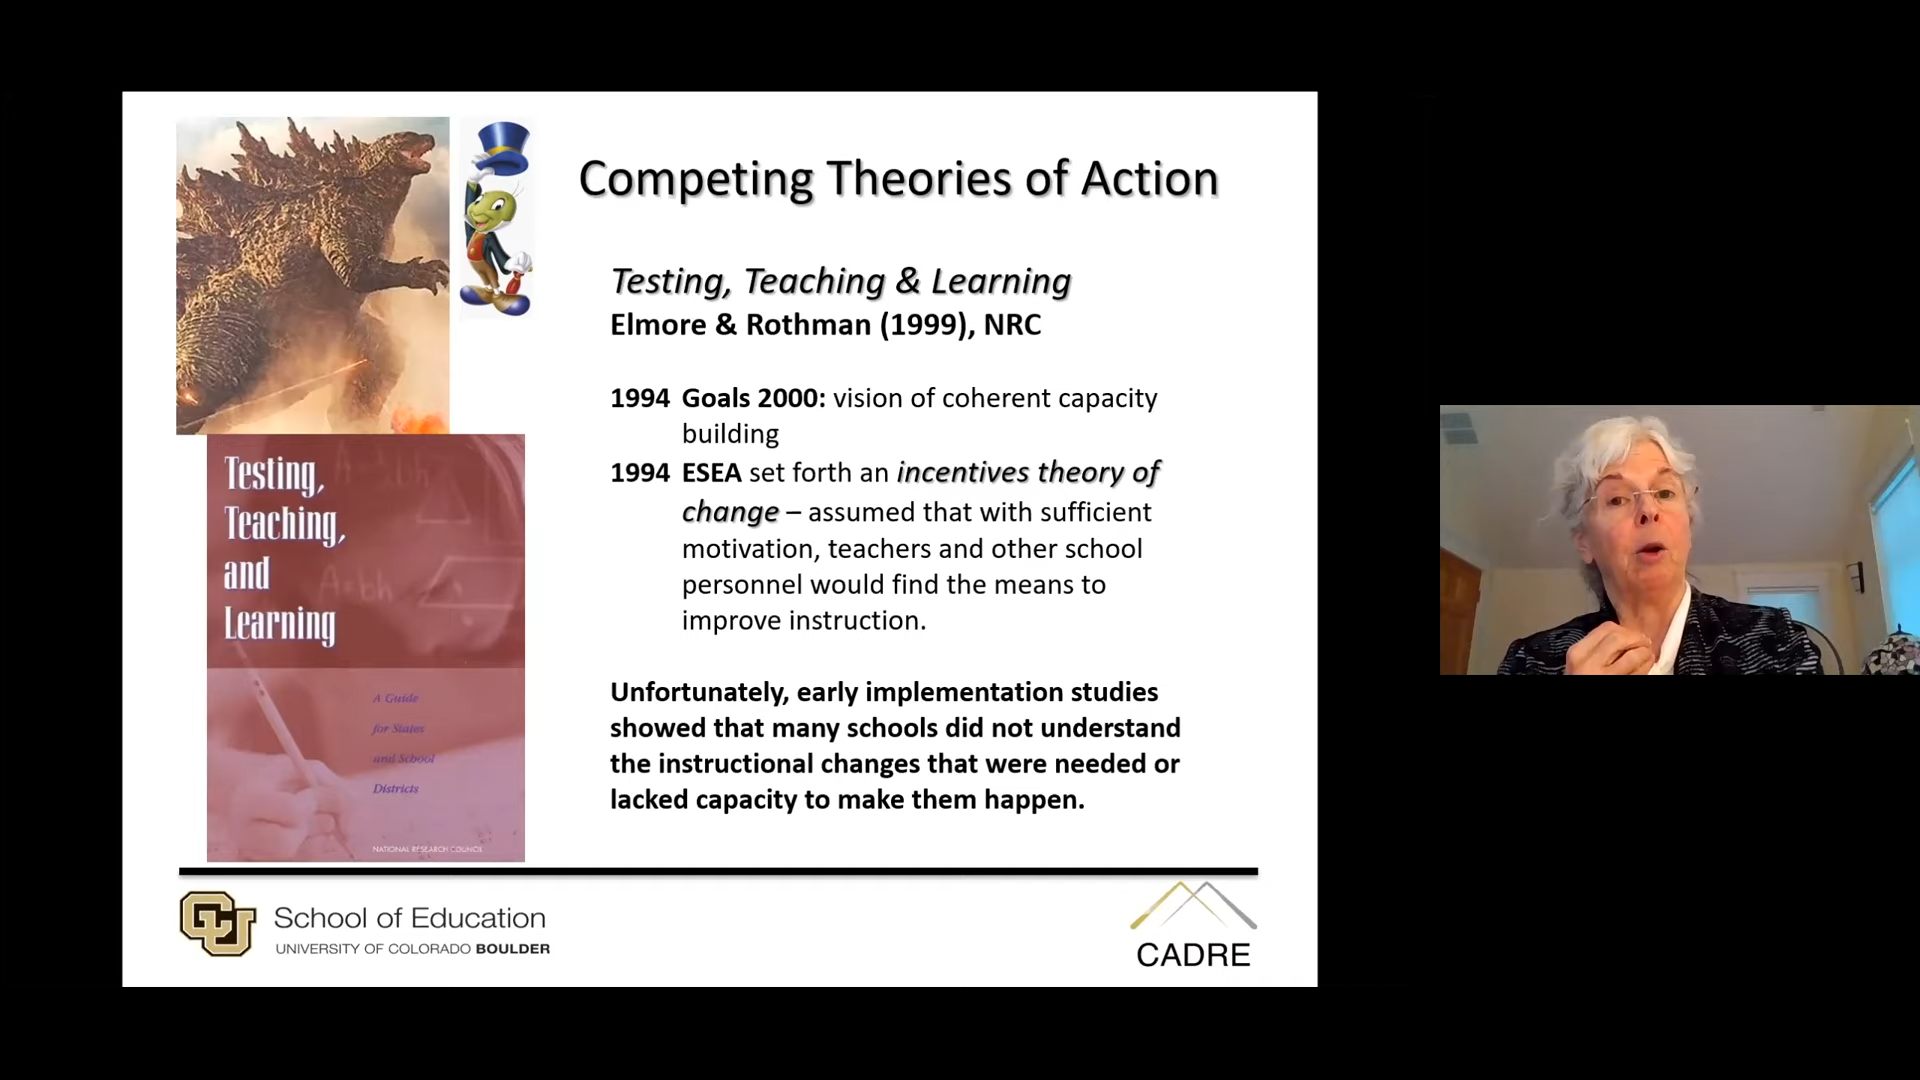 Competing Theories of Action
Testing, Teaching & Learning
Elmore & Rothman (1999), NRC
1994 Goals 2000: vision of coherent capacity
building
1994 ESEA set forth an incentives theory of
change – assumed that with sufficient
motivation, teachers and other school
personnel would find the means to
improve instruction.
Unfortunately, early implementation studies
showed that many schools did not understand
the instructional changes that were needed or
lacked capacity to make them happen.
Testing,
Teaching,
and
Learning
A Guide
for States
and School
Districts
NATIONAL RESEARCH COUNCIL
CU
School of Education
UNIVERSITY OF COLORADO BOULDER
CADRE